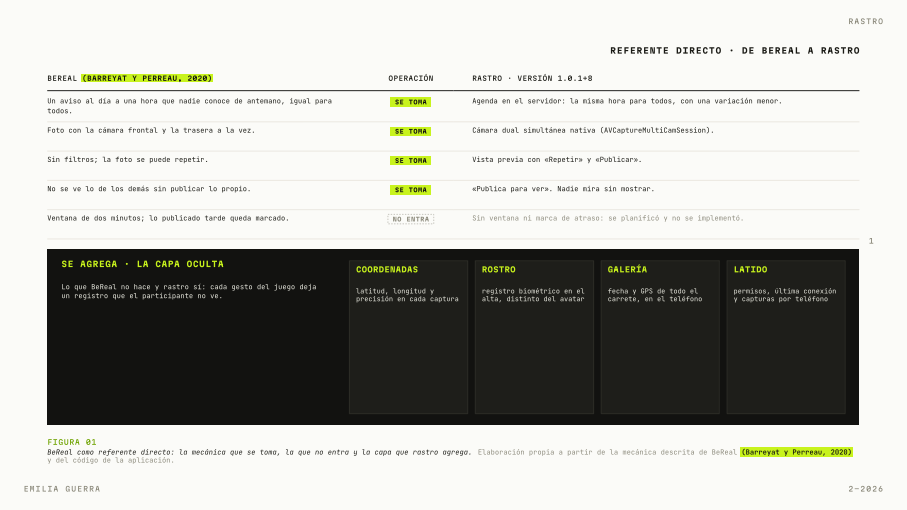 RASTRO
REFERENTE DIRECTO · DE BEREAL A RASTRO
BEREAL (BARREYAT Y PERREAU, 2020)
OPERACIÓN
RASTRO · VERSIÓN 1.0.1+8
Un aviso al día a una hora que nadie conoce de antemano, igual para
todos.
SE TOMA
Agenda en el servidor: la misma hora para todos, con una variación menor.
Foto con la cámara frontal y la trasera a la vez.
SE TOMA
Cámara dual simultánea nativa (AVCaptureMultiCamSession).
Sin filtros; la foto se puede repetir.
SE TOMA
Vista previa con «Repetir» y «Publicar».
No se ve lo de los demás sin publicar lo propio.
SE TOMA
«Publica para ver». Nadie mira sin mostrar.
Ventana de dos minutos; lo publicado tarde queda marcado.
NO ENTRA
Sin ventana ni marca de atraso: se planificó y no se implementó.
1
SE AGREGA · LA CAPA OCULTA
Lo que BeReal no hace y rastro sí: cada gesto del juego deja
un registro que el participante no ve.
COORDENADAS
latitud, longitud y
precisión en cada captura
ROSTRO
registro biométrico en el
alta, distinto del avatar
GALERÍA
fecha y GPS de todo el
carrete, en el teléfono
LATIDO
permisos, última conexión
y capturas por teléfono
FIGURA 01
BeReal como referente directo: la mecánica que se toma, la que no entra y la capa que rastro agrega. Elaboración propia a partir de la mecánica descrita de BeReal (Barreyat y Perreau, 2020)
y del código de la aplicación.
EMILIA GUERRA
2—2026